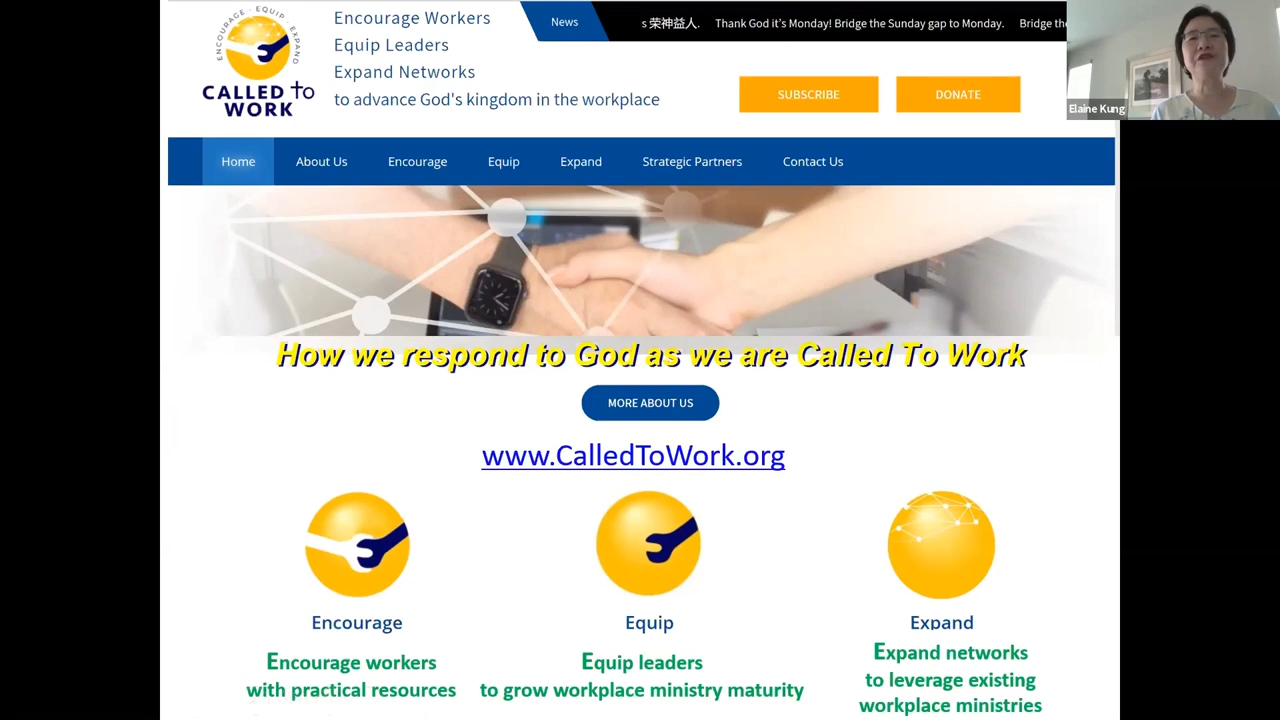 ENCOURAGE · EQUIP · EXPAND
CALLED to
WORK
Encourage Workers
Equip Leaders
Expand Networks
to advance God's kingdom in the workplace
News
s 荣神益人. Thank God it's Monday! Bridge the Sunday gap to Monday. Bridge the
SUBSCRIBE
DONATE
Elaine Kung
Home
About Us
Encourage
Equip
Expand
Strategic Partners
Contact Us
How we respond to God as we are Called To Work
MORE ABOUT US
www.CalledToWork.org
Encourage
Encourage workers
with practical resources
Equip
Equip leaders
to grow workplace ministry maturity
Expand
Expand networks
to leverage existing
workplace ministries